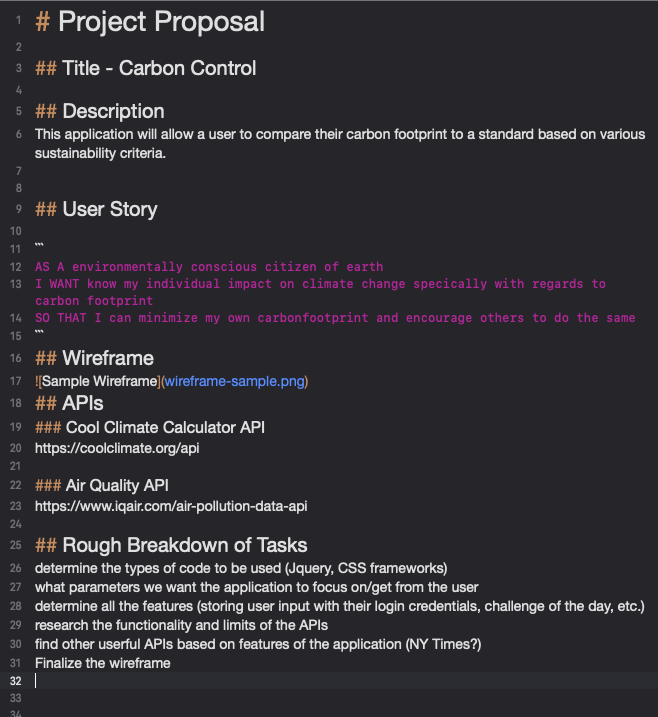 1 # Project Proposal
2
3 ## Title - Carbon Control
4
5 ## Description
6 This application will allow a user to compare their carbon footprint to a standard based on various
sustainability criteria.
7
8
9 ## User Story
10
11 ```
12 AS A environmentally conscious citizen of earth
13 I WANT know my individual impact on climate change specically with regards to
carbon footprint
14 SO THAT I can minimize my own carbonfootprint and encourage others to do the same
15 ```
16 ## Wireframe
17 ![Sample Wireframe](wireframe-sample.png)
18 ## APIs
19 ### Cool Climate Calculator API
20 https://coolclimate.org/api
21
22 ### Air Quality API
23 https://www.iqair.com/air-pollution-data-api
24
25 ## Rough Breakdown of Tasks
26 determine the types of code to be used (Jquery, CSS frameworks)
27 what parameters we want the application to focus on/get from the user
28 determine all the features (storing user input with their login credentials, challenge of the day, etc.)
29 research the functionality and limits of the APIs
30 find other userful APIs based on features of the application (NY Times?)
31 Finalize the wireframe
32
33
34